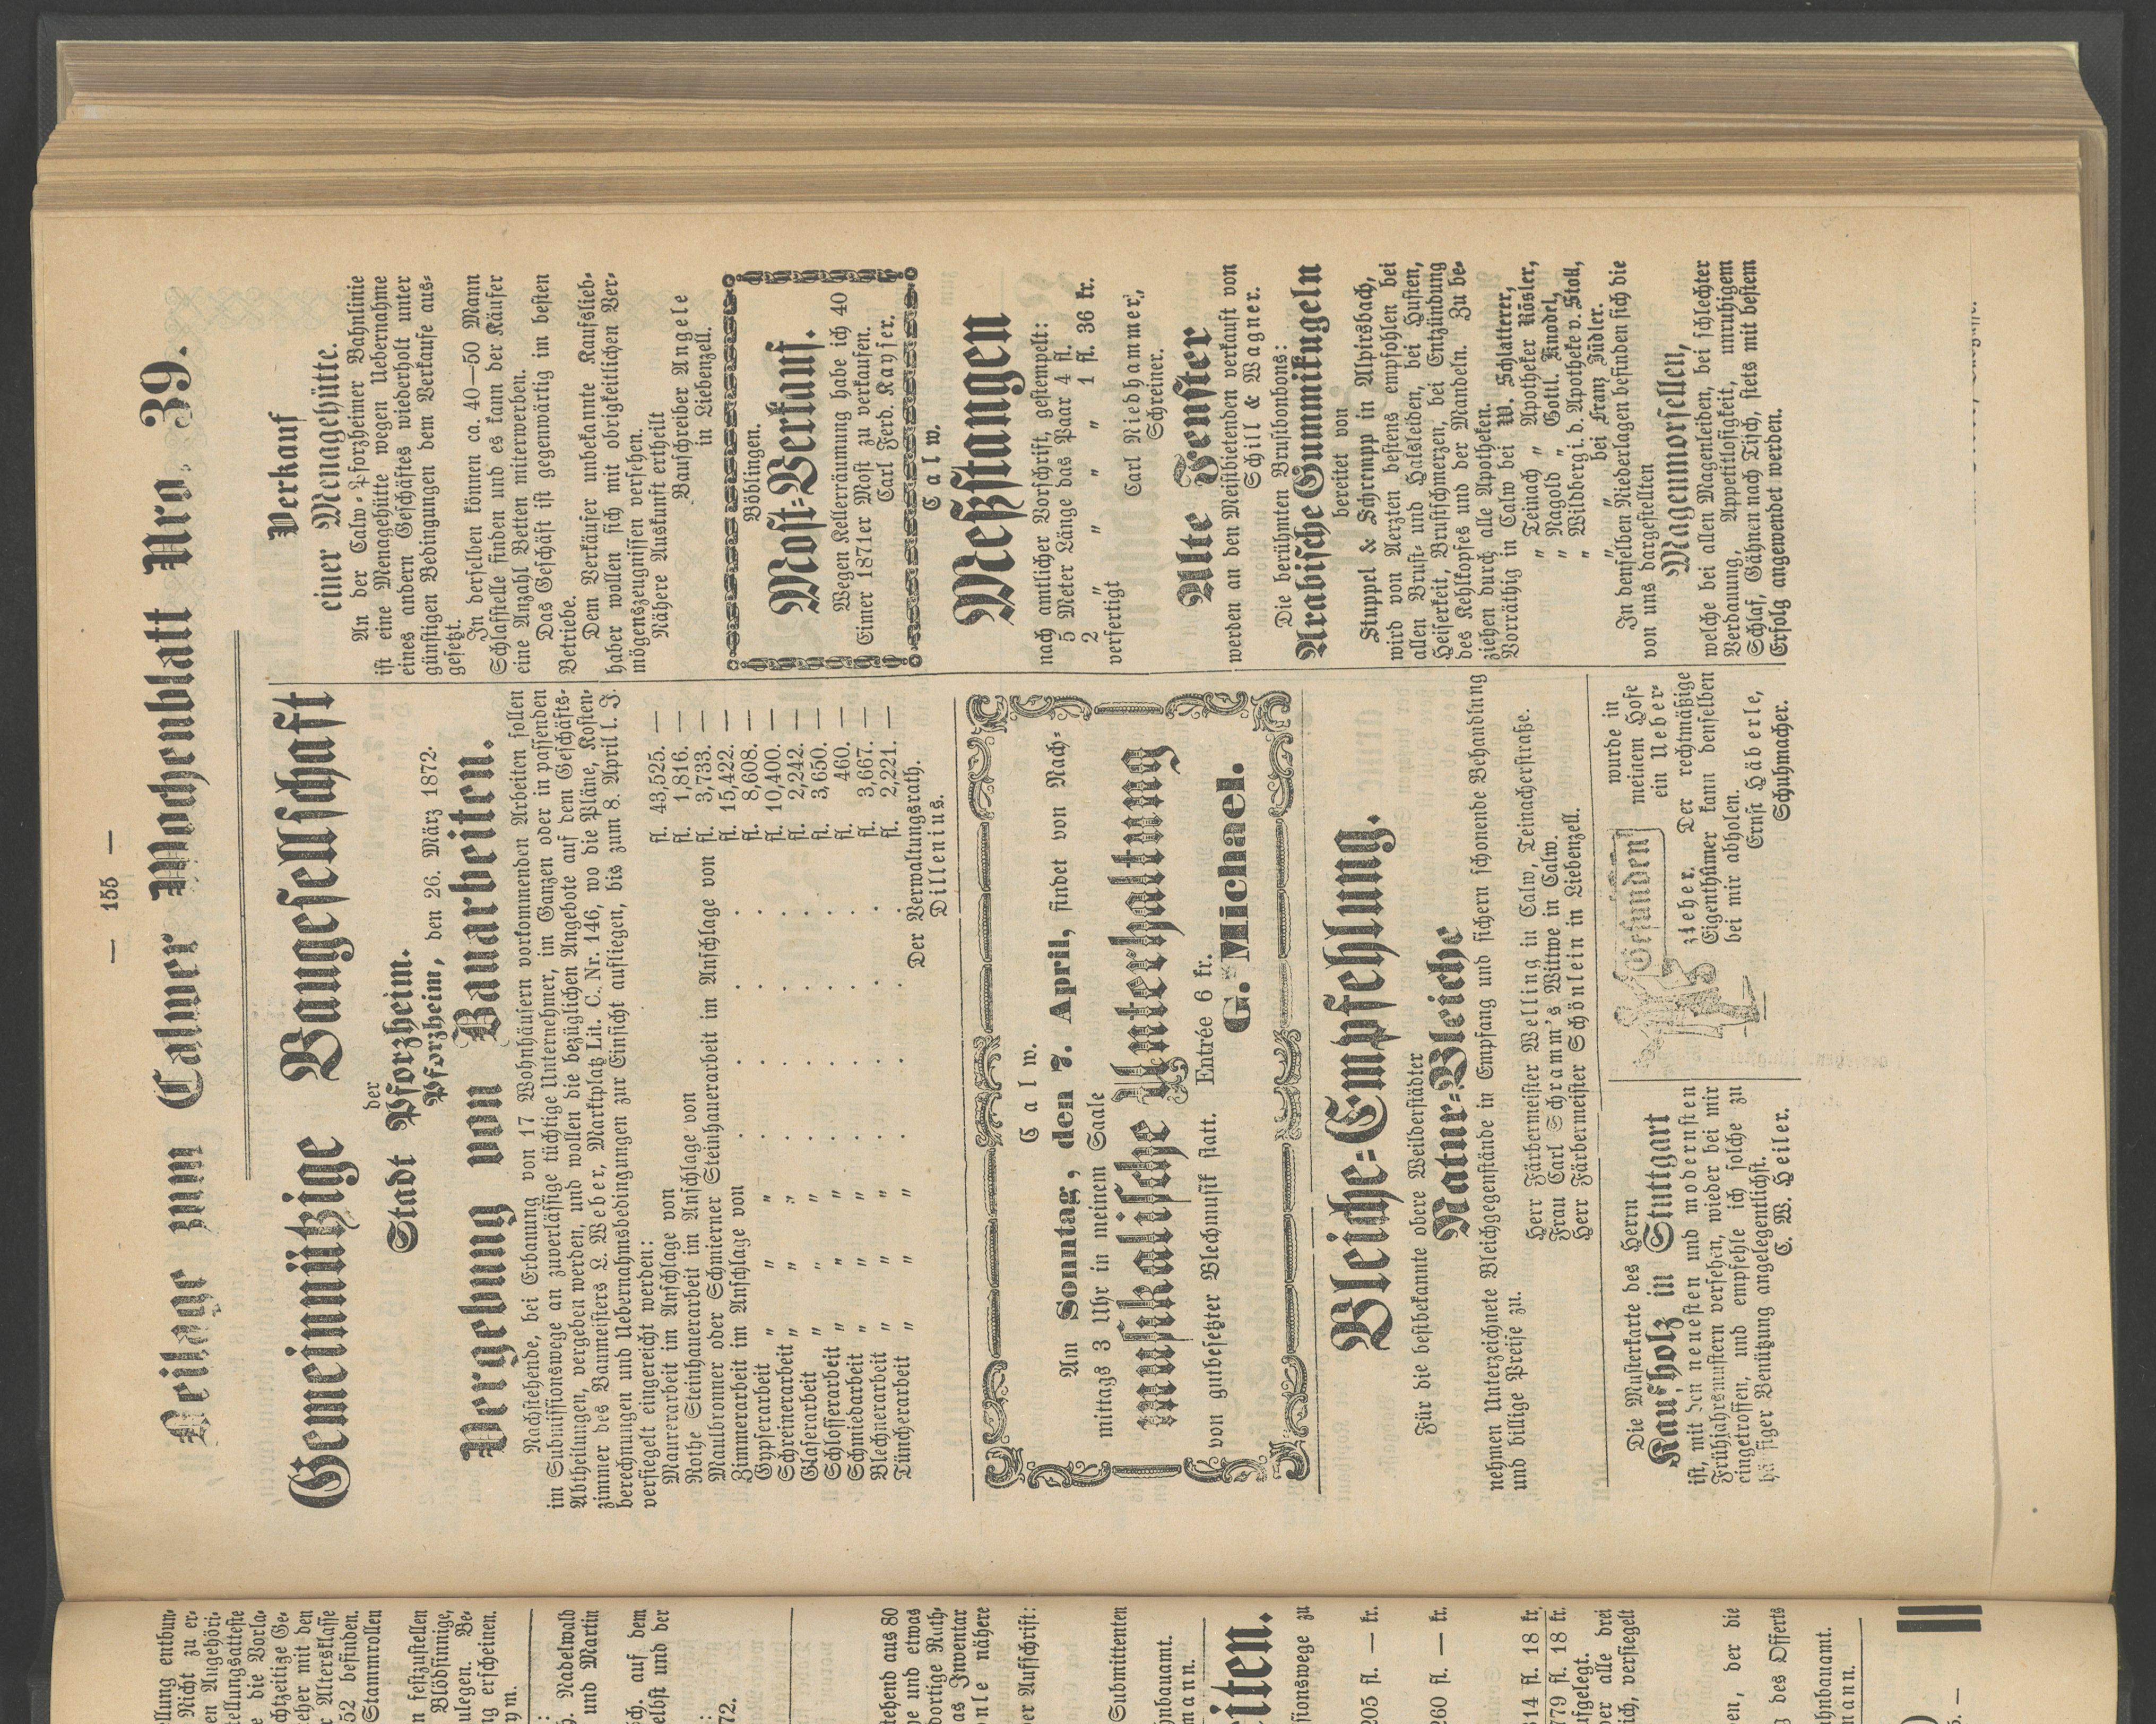 — 155 —
Beilage zum Calwer Wochenblatt Nro. 39.
Gemeinnützige Baugesellschaft
der
Stadt Pforzheim.
Pforzheim, den 26. März 1872.
Vergebung von Bauarbeiten.
Nachstehende, bei Erbauung von 17 Wohnhäusern vorkommenden Arbeiten sollen
im Submissionswege an zuverlässige tüchtige Unternehmer, im Ganzen oder in passenden
Abtheilungen, vergeben werden, und wollen die bezüglichen Angebote auf dem Geschäfts-
zimmer des Baumeisters L. Weber, Marktplatz Lit. C. Nr. 146, wo die Pläne, Kosten-
berechnungen und Uebernahmsbedingungen zur Einsicht aufliegen, bis zum 8. April l. J.
versiegelt eingereicht werden:
Maurerarbeit im Anschlage von fl. 43,525. —
Rothe Steinhauerarbeit im Anschlage von fl. 1,816. —
Maulbronner oder Schmierner Steinhauerarbeit im Anschlage von fl. 3,733. —
Zimmerarbeit im Anschlage von . . . . fl. 15,422. —
Gypserarbeit " " " . . . . fl. 8,608. —
Schreinerarbeit " " " . . . . fl. 10,400. —
Glaserarbeit " " " . . . . fl. 2,242. —
Schlosserarbeit " " " . . . . fl. 3,650. —
Schmiedarbeit " " " . . . . fl. 460. —
Blechnerarbeit " " " . . . . fl. 3,667. —
Tüncherarbeit " " " . . . . fl. 2,221. —
Der Verwaltungsrath.
Dillenius.
Calw.
Am Sonntag, den 7. April, findet von Nach-
mittags 3 Uhr in meinen Saale
musikalische Unterhaltung
von gutbesetzter Blechmusik statt. Entrée 6 fr.
G. Michael.
Bleiche=Empfehlung.
Für die bestbekannte obere Weilderstädter
Natur=Bleiche
nehmen Unterzeichnete Bleichgegenstände in Empfang und sichern schonende Behandlung
und billige Preise zu.
Herr Färbermeister Welling in Calw, Teinacherstraße.
Frau Carl Schramm's Wittwe in Calw.
Herr Färbermeister Schönlein in Liebenzell.
Die Musterkarte des Herrn
Kaufholz in Stuttgart
ist, mit den neuesten und modernsten
Frühjahrsmustern versehen, wieder bei mir
eingetroffen, und empfehle ich solche zu
häufiger Benützung angelegentlichst.
C. W. Heiler.
Gefunden
wurde in
meinem Hofe
ein Ueber-
zieher. Der rechtmäßige
Eigenthümer kann denselben
bei mir abholen.
Ernst Häberle,
Schuhmacher.
Verkauf
einer Menagehütte.
An der Calw-Pforzheimer Bahnlinie
ist eine Menagehütte wegen Uebernahme
eines andern Geschäftes wiederholt unter
günstigen Bedingungen dem Verkaufe aus-
gesetzt.
In derselben können ca. 40—50 Mann
Schlafstelle finden und es kann der Käufer
eine Anzahl Betten miterwerben.
Das Geschäft ist gegenwärtig im besten
Betriebe.
Dem Verkäufer unbekannte Kaufslieb-
haber wollen sich mit obrigkeitlichen Ver-
mögenszeugnissen versehen.
Nähere Auskunft ertheilt
Bauschreiber Angele
in Liebenzell.
Böblingen.
Most=Verkauf.
Wegen Kellerräumung habe ich 40
Eimer 1871er Most zu verkaufen.
Carl Ferd. Kayser.
Calw.
Meßstangen
nach amtlicher Vorschrift, gestempelt:
5 Meter Länge das Paar 4 fl.
2 " " " " 1 fl. 36 kr.
verfertigt
Carl Niedhammer,
Schreiner.
Alte Fenster
werden an den Meistbietenden verkauft von
Schill & Wagner.
Die berühmten Brustbonbons:
Arabische Gummikugeln
bereitet von
Stuppel & Schrempp in Alpirsbach,
wird von Aerzten bestens empfohlen bei
allen Brust- und Halsleiden, bei Husten,
Heiserkeit, Brustschmerzen, bei Entzündung
des Kehlkopfes und der Mandeln. Zu be-
ziehen durch alle Apotheken.
Vorräthig in Calw bei W. Schlatterer,
" " Teinach " Apotheker Kösler,
" " Nagold " Gottl. Knodel,
" " Wildberg i. d. Apotheke v. Stoll,
bei Franz Jüdler.
In denselben Niederlagen befinden sich die
von uns dargestellten
Magenmorsellen,
welche bei allen Magenleiden, bei schlechter
Verdauung, Appetitlosigkeit, unruhigem
Schlaf, Gähnen nach Tisch, stets mit bestem
Erfolg angewendet werden.